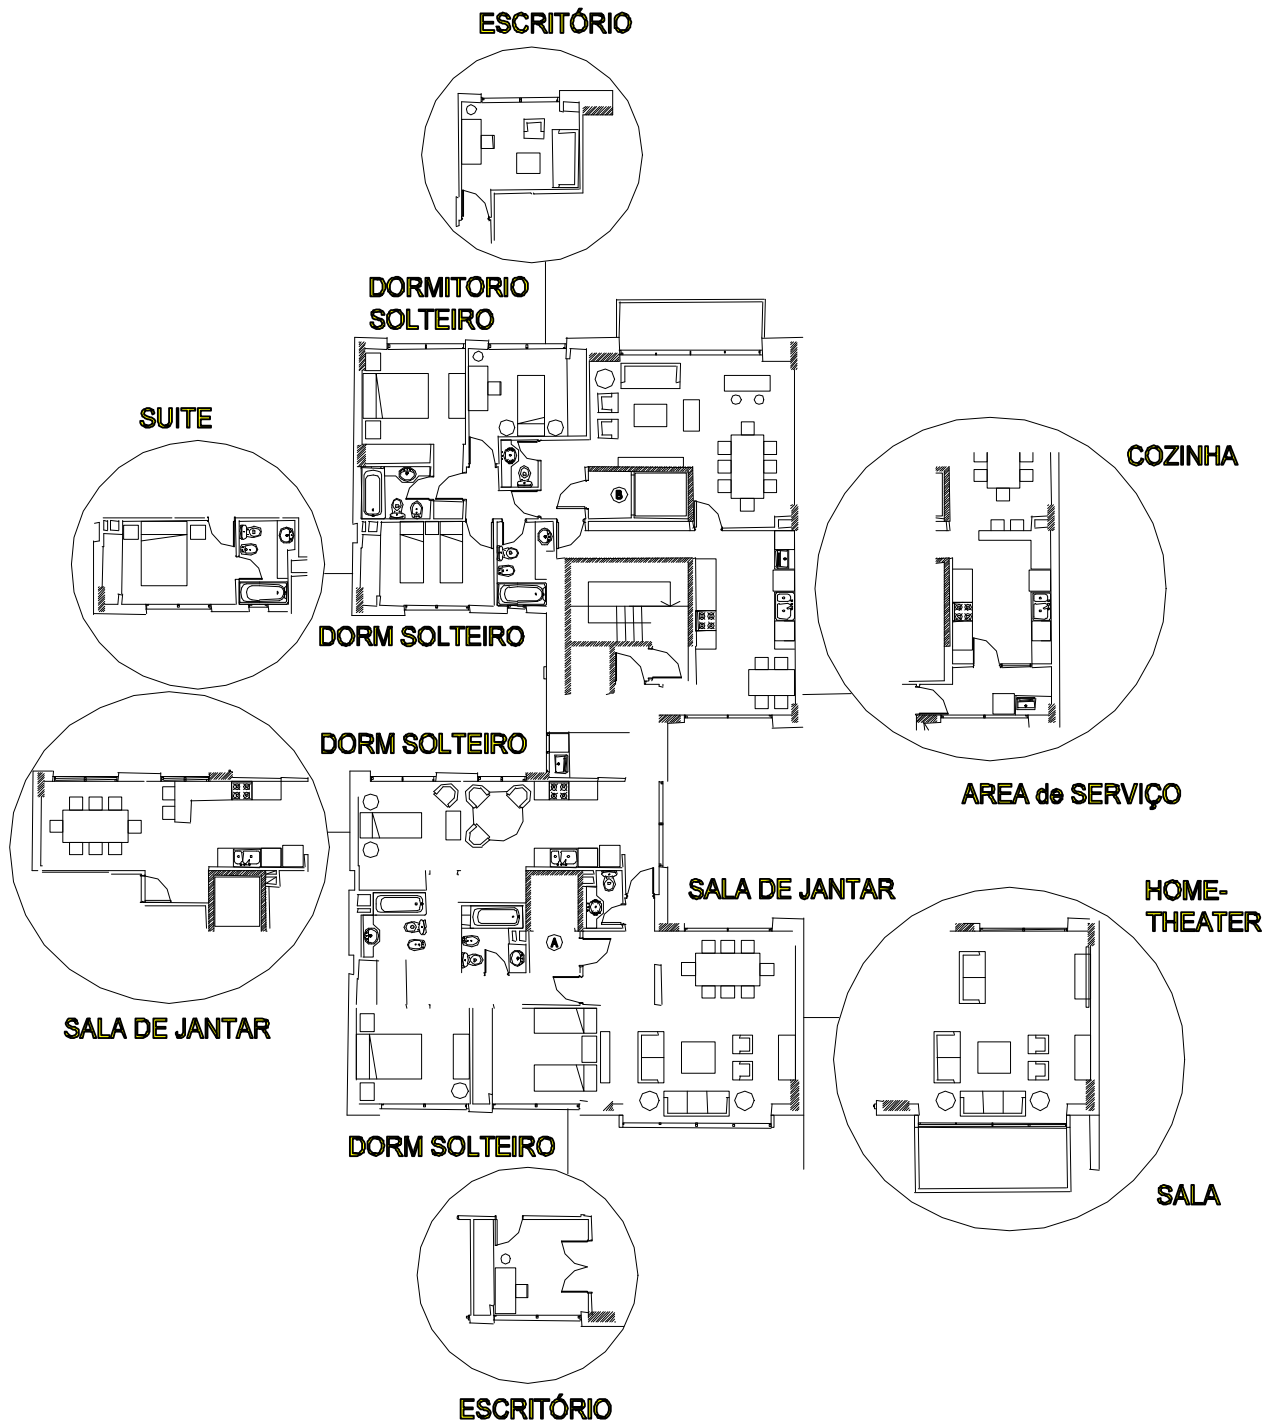 ESCRITÓRIO
DORMITORIO
SOLTEIRO
SUITE
COZINHA
B
DORM SOLTEIRO
DORM SOLTEIRO
AREA de SERVIÇO
SALA DE JANTAR
HOME-
THEATER
A
SALA DE JANTAR
DORM SOLTEIRO
SALA
ESCRITÓRIO